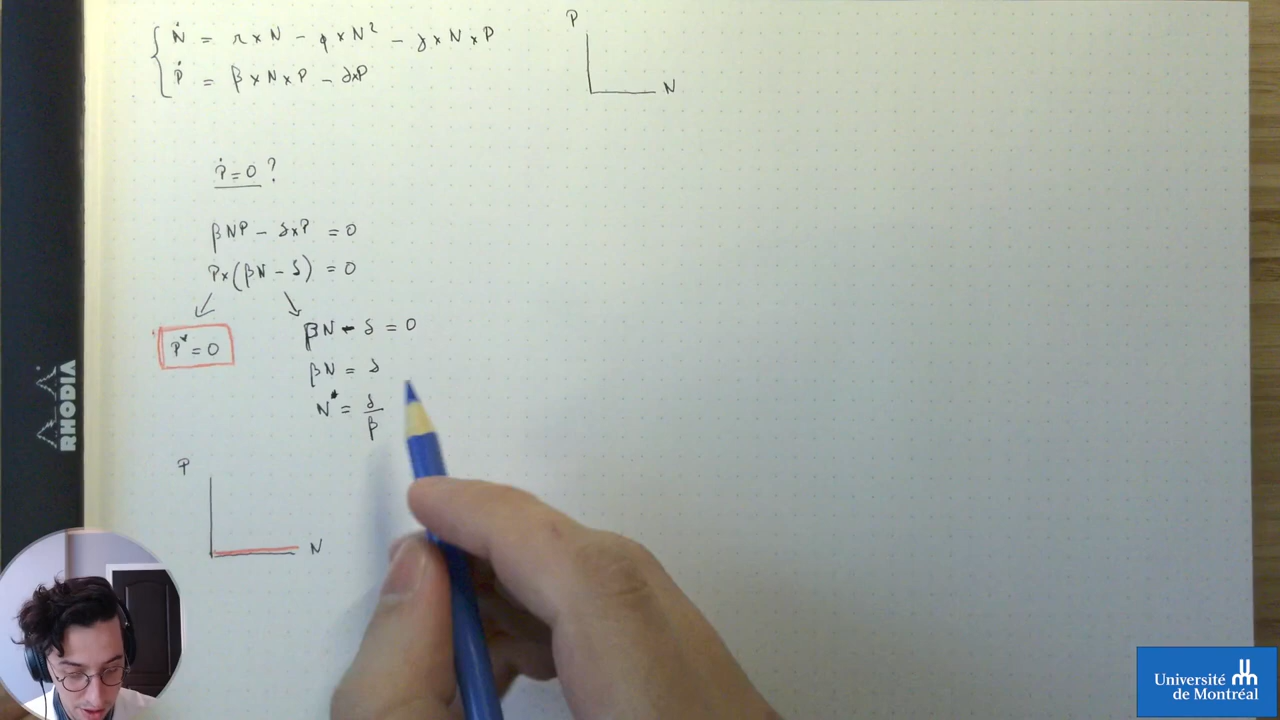 Ṅ = r × N − q × N² − γ × N × P
Ṗ = β × N × P − δ×P
P
N
Ṗ = 0 ?
βNP − δ×P = 0
P×(βN − δ) = 0
P* = 0
βN − δ = 0
βN = δ
N* = δ/β
P
N
RHODIA
Université
de Montréal